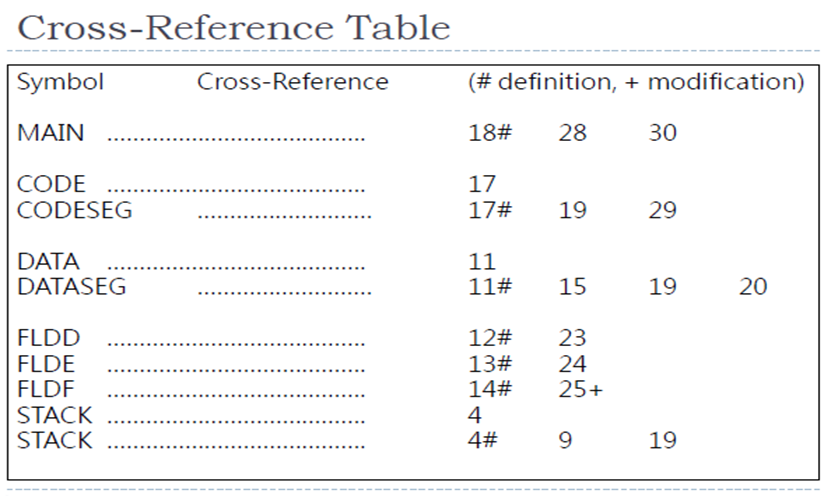 Cross-Reference Table
Symbol Cross-Reference (# definition, + modification)
MAIN ................................. 18# 28 30
CODE ................................. 17
CODESEG ...................... 17# 19 29
DATA ................................. 11
DATASEG ...................... 11# 15 19 20
FLDD ................................. 12# 23
FLDE ................................. 13# 24
FLDF ................................. 14# 25+
STACK ................................. 4
STACK ................................. 4# 9 19